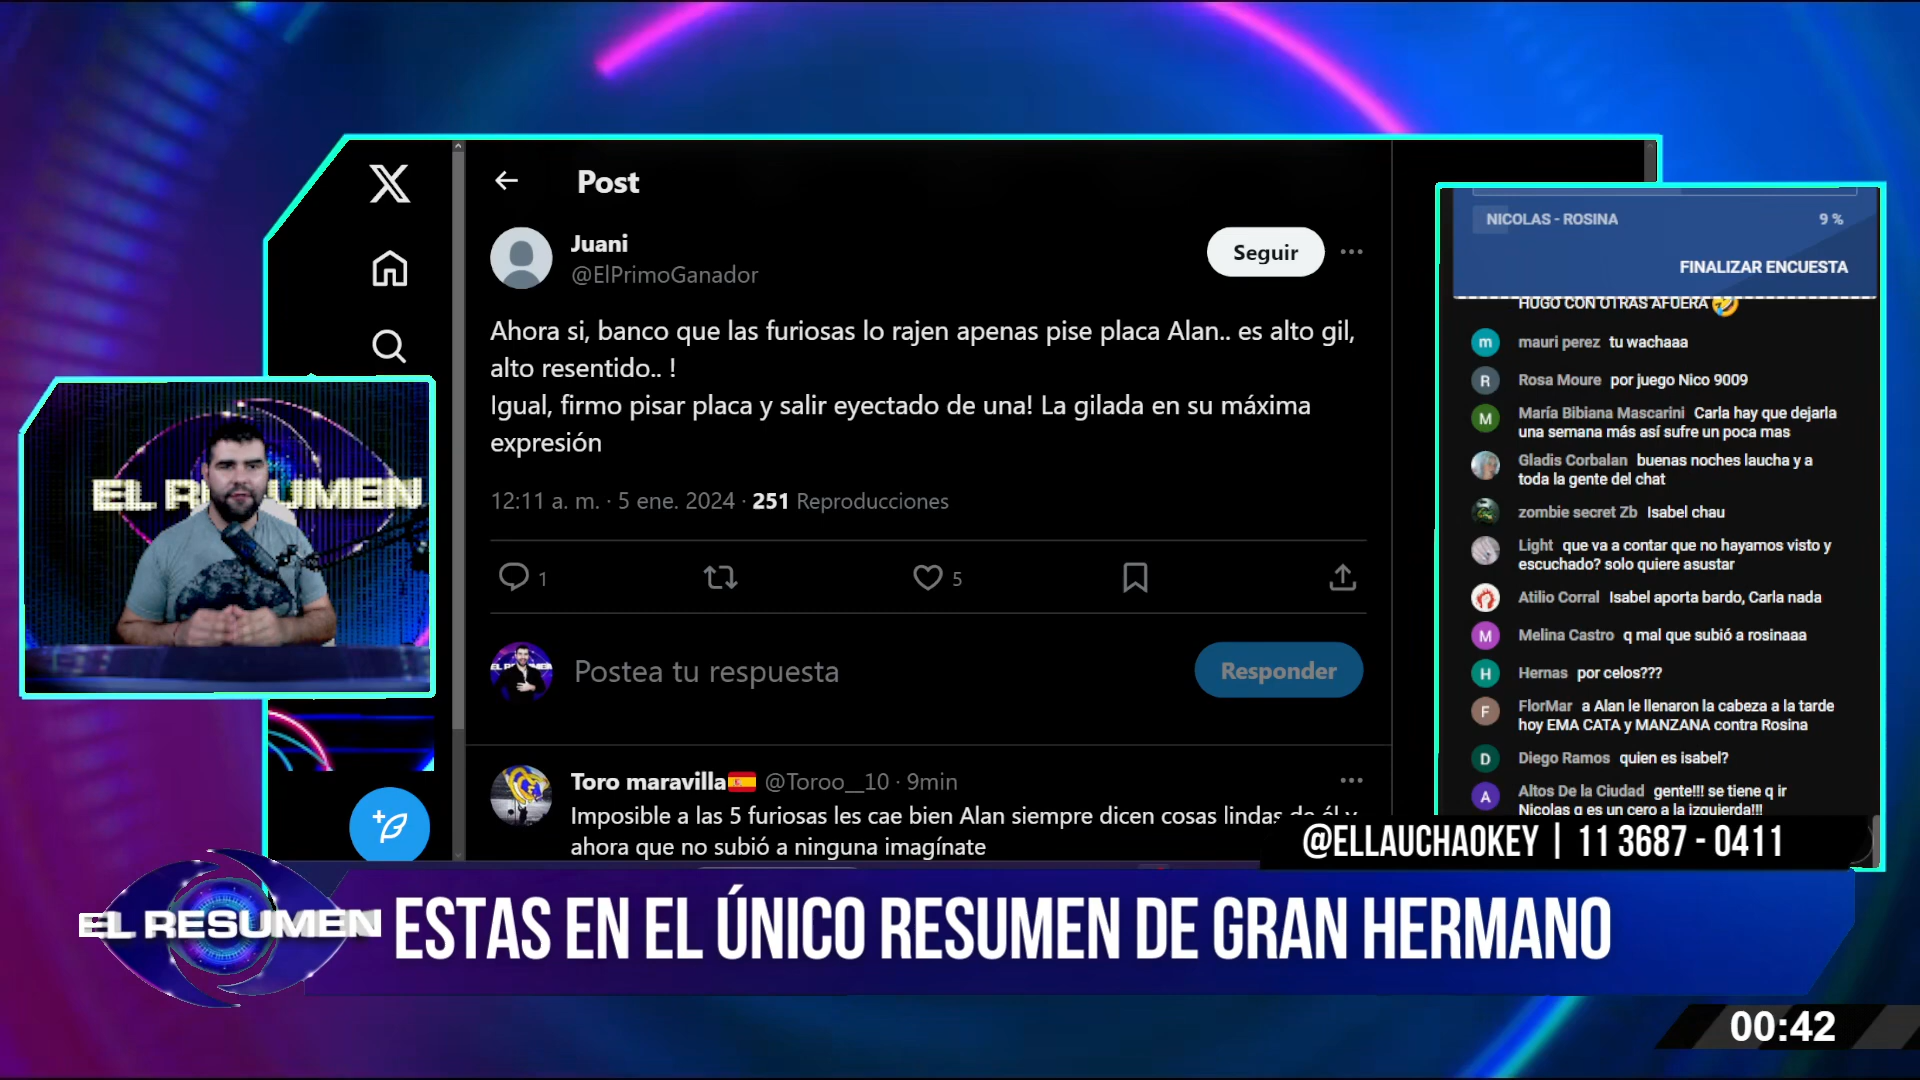 Post
Juani
@ElPrimoGanador
Seguir
Ahora si, banco que las furiosas lo rajen apenas pise placa Alan.. es alto gil,
alto resentido.. !
Igual, firmo pisar placa y salir eyectado de una! La gilada en su máxima
expresión
12:11 a. m. · 5 ene. 2024 · 251 Reproducciones
1
5
Postea tu respuesta
Responder
Toro maravilla @Toroo__10 · 9min
Imposible a las 5 furiosas les cae bien Alan siempre dicen cosas lindas de él y
ahora que no subió a ninguna imagínate
EL RESUMEN
NICOLAS - ROSINA 9 %
FINALIZAR ENCUESTA
HUGO CON OTRAS AFUERA
mauri perez tu wachaaa
Rosa Moure por juego Nico 9009
María Bibiana Mascarini Carla hay que dejarla
una semana más así sufre un poca mas
Gladis Corbalan buenas noches laucha y a
toda la gente del chat
zombie secret Zb Isabel chau
Light que va a contar que no hayamos visto y
escuchado? solo quiere asustar
Atilio Corral Isabel aporta bardo, Carla nada
Melina Castro q mal que subió a rosinaaa
Hernas por celos???
FlorMar a Alan le llenaron la cabeza a la tarde
hoy EMA CATA y MANZANA contra Rosina
Diego Ramos quien es isabel?
Altos De la Ciudad gente!!! se tiene q ir
Nicolas q es un cero a la izquierda!!!
@ELLAUCHAOKEY | 11 3687 - 0411
EL RESUMEN
ESTAS EN EL ÚNICO RESUMEN DE GRAN HERMANO
00:42